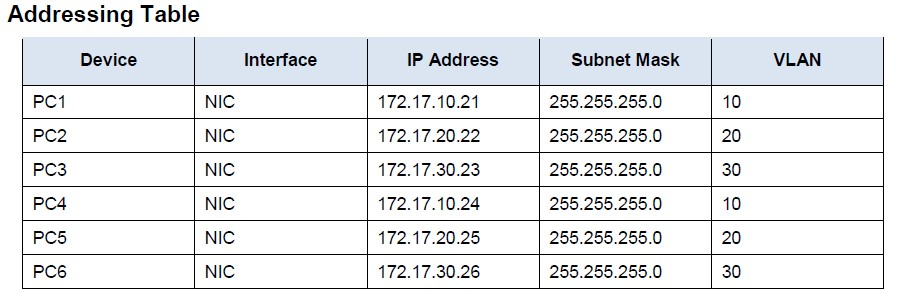 Addressing Table
Device Interface IP Address Subnet Mask VLAN
PC1 NIC 172.17.10.21 255.255.255.0 10
PC2 NIC 172.17.20.22 255.255.255.0 20
PC3 NIC 172.17.30.23 255.255.255.0 30
PC4 NIC 172.17.10.24 255.255.255.0 10
PC5 NIC 172.17.20.25 255.255.255.0 20
PC6 NIC 172.17.30.26 255.255.255.0 30